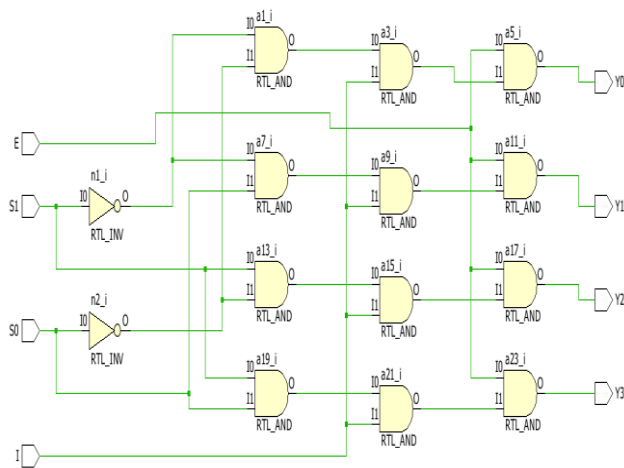 a1_i
I0
O
I1
RTL_AND
a3_i
I0
O
I1
RTL_AND
a5_i
I0
O
I1
RTL_AND
Y0
E
a7_i
I0
O
I1
RTL_AND
a9_i
I0
O
I1
RTL_AND
a11_i
I0
O
I1
RTL_AND
Y1
S1
n1_i
I0
O
RTL_INV
a13_i
I0
O
I1
RTL_AND
a15_i
I0
O
I1
RTL_AND
a17_i
I0
O
I1
RTL_AND
Y2
S0
n2_i
I0
O
RTL_INV
a19_i
I0
O
I1
RTL_AND
a21_i
I0
O
I1
RTL_AND
a23_i
I0
O
I1
RTL_AND
Y3
I